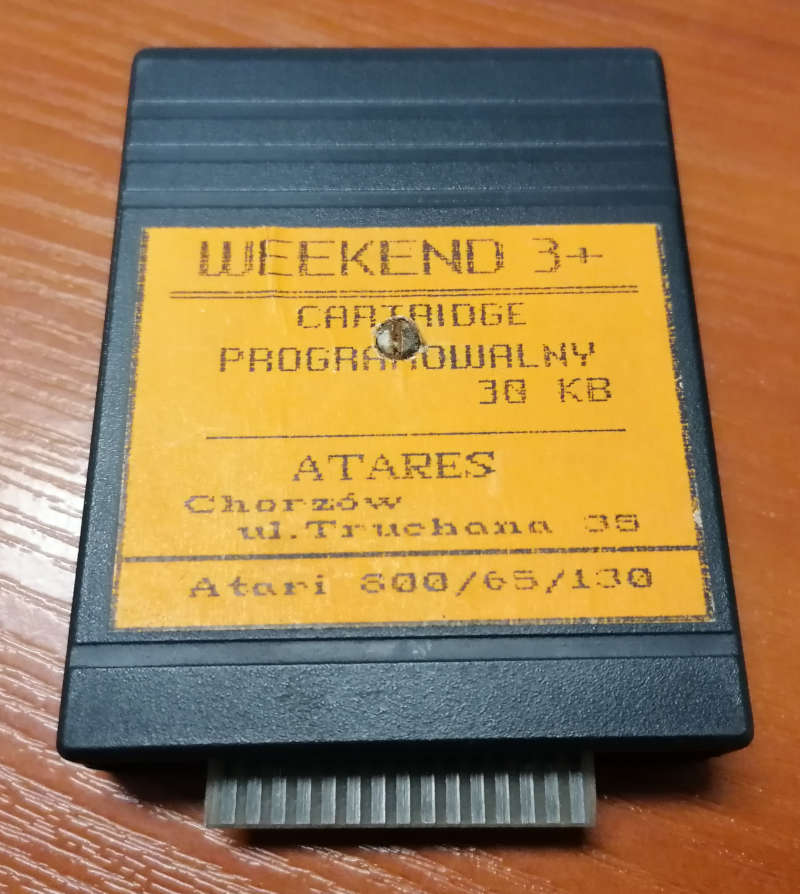 WEEKEND 3+
CARTRIDGE
PROGRAMOWALNY
30 KB
ATARES
Chorzów
ul.Truchana 35
Atari 800/65/130